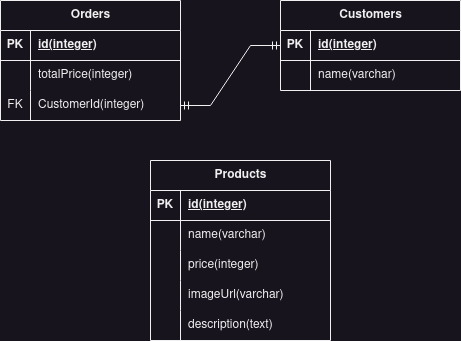 Orders
PK id(integer)
totalPrice(integer)
FK CustomerId(integer)
Customers
PK id(integer)
name(varchar)
Products
PK id(integer)
name(varchar)
price(integer)
imageUrl(varchar)
description(text)